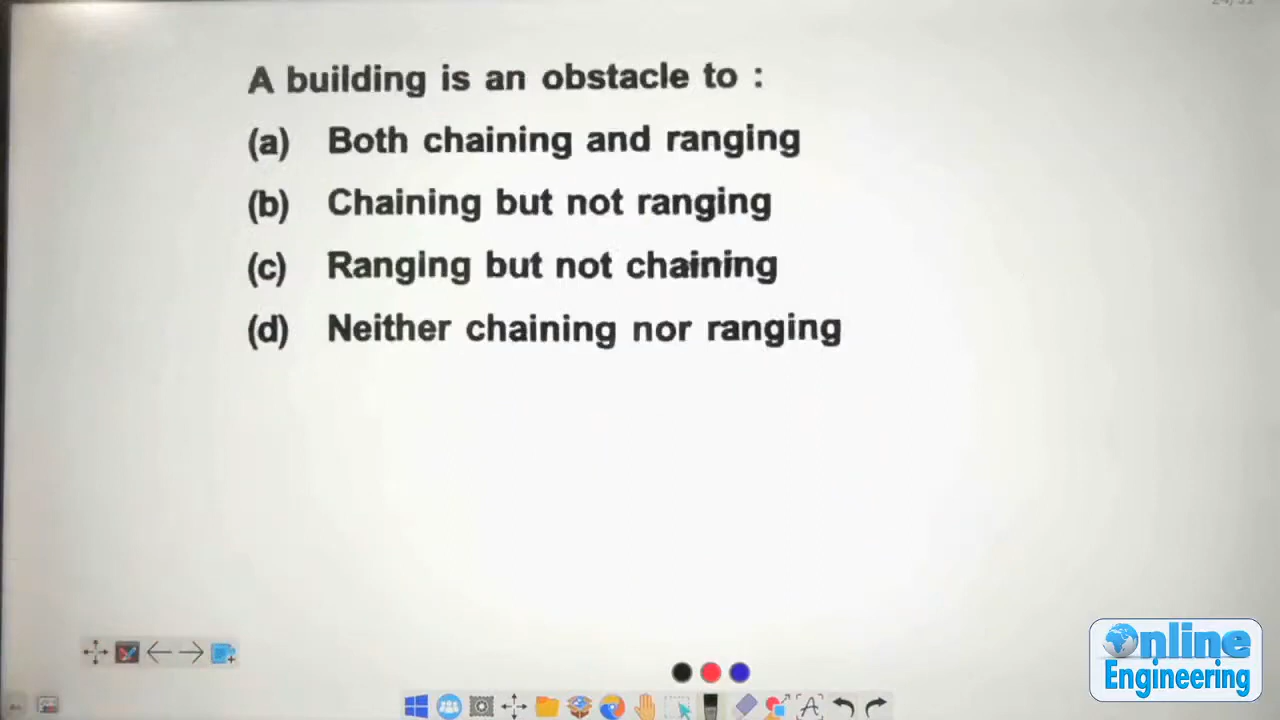 A building is an obstacle to :
(a) Both chaining and ranging
(b) Chaining but not ranging
(c) Ranging but not chaining
(d) Neither chaining nor ranging
Online
Engineering